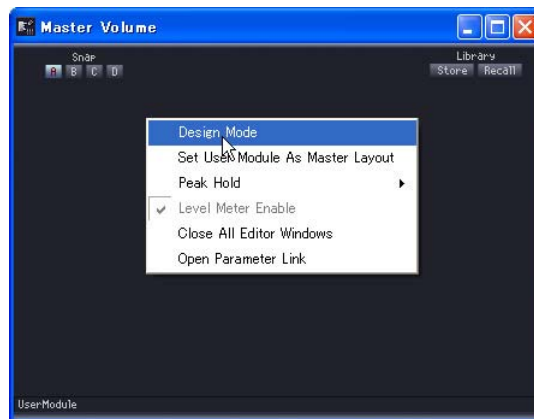 Master Volume
Snap
A B C D
Library
Store Recall
Design Mode
Set User Module As Master Layout
Peak Hold
Level Meter Enable
Close All Editor Windows
Open Parameter Link
UserModule